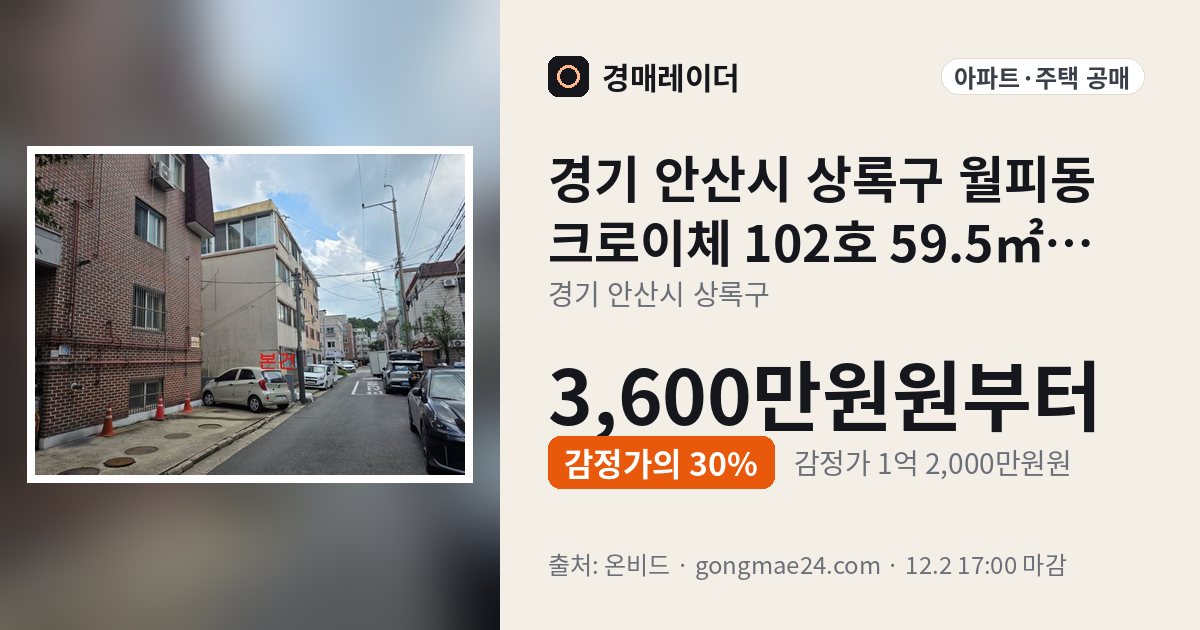 경매레이더
아파트·주택 공매
경기 안산시 상록구 월피동
크로이체 102호 59.5㎡…
경기 안산시 상록구
3,600만원원부터
감정가의 30%
감정가 1억 2,000만원원
출처: 온비드 · gongmae24.com · 12.2 17:00 마감
본건